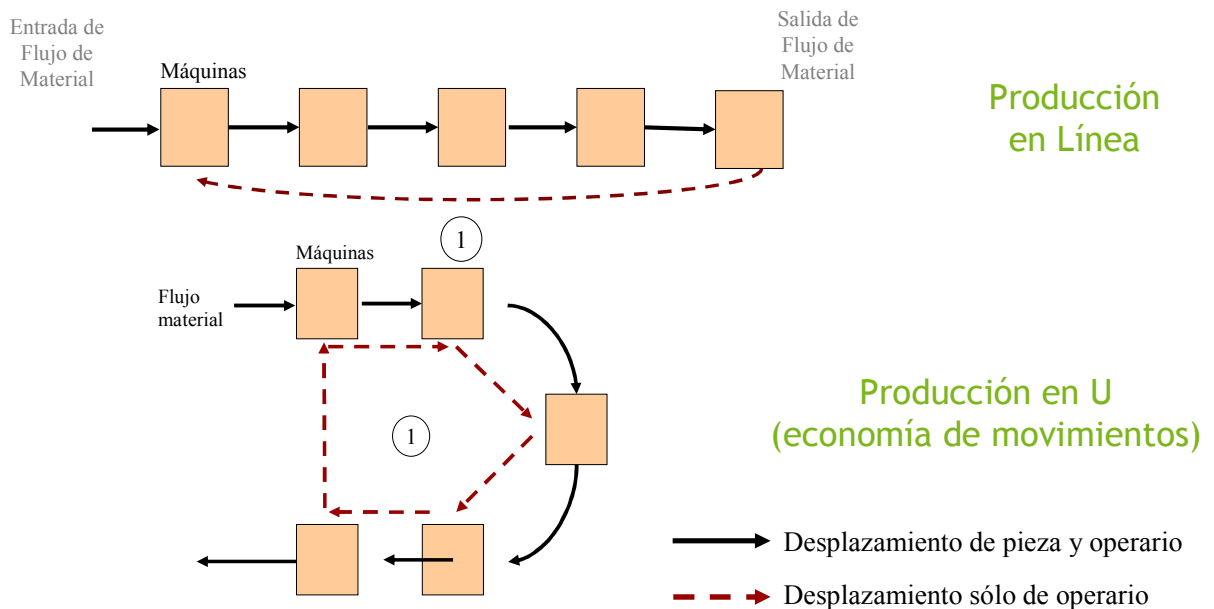 Entrada de
Flujo de
Material
Salida de
Flujo de
Material
Máquinas
Producción
en Línea
1
Máquinas
Flujo
material
1
Producción en U
(economía de movimientos)
Desplazamiento de pieza y operario
Desplazamiento sólo de operario